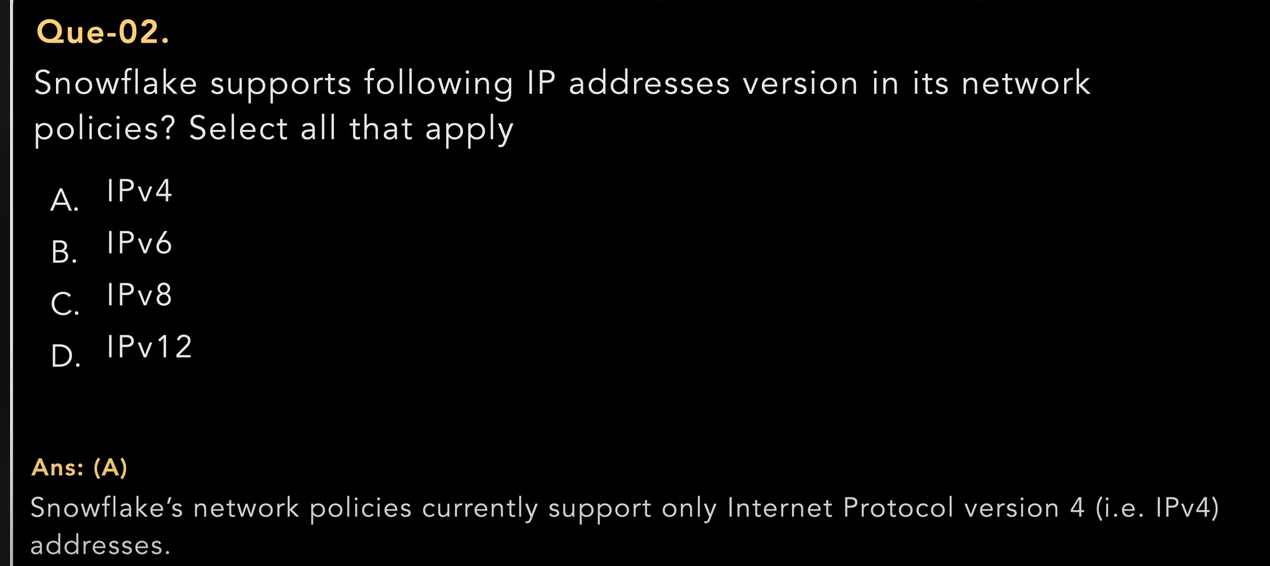 Que-02.
Snowflake supports following IP addresses version in its network
policies? Select all that apply
A. IPv4
B. IPv6
C. IPv8
D. IPv12
Ans: (A)
Snowflake’s network policies currently support only Internet Protocol version 4 (i.e. IPv4)
addresses.